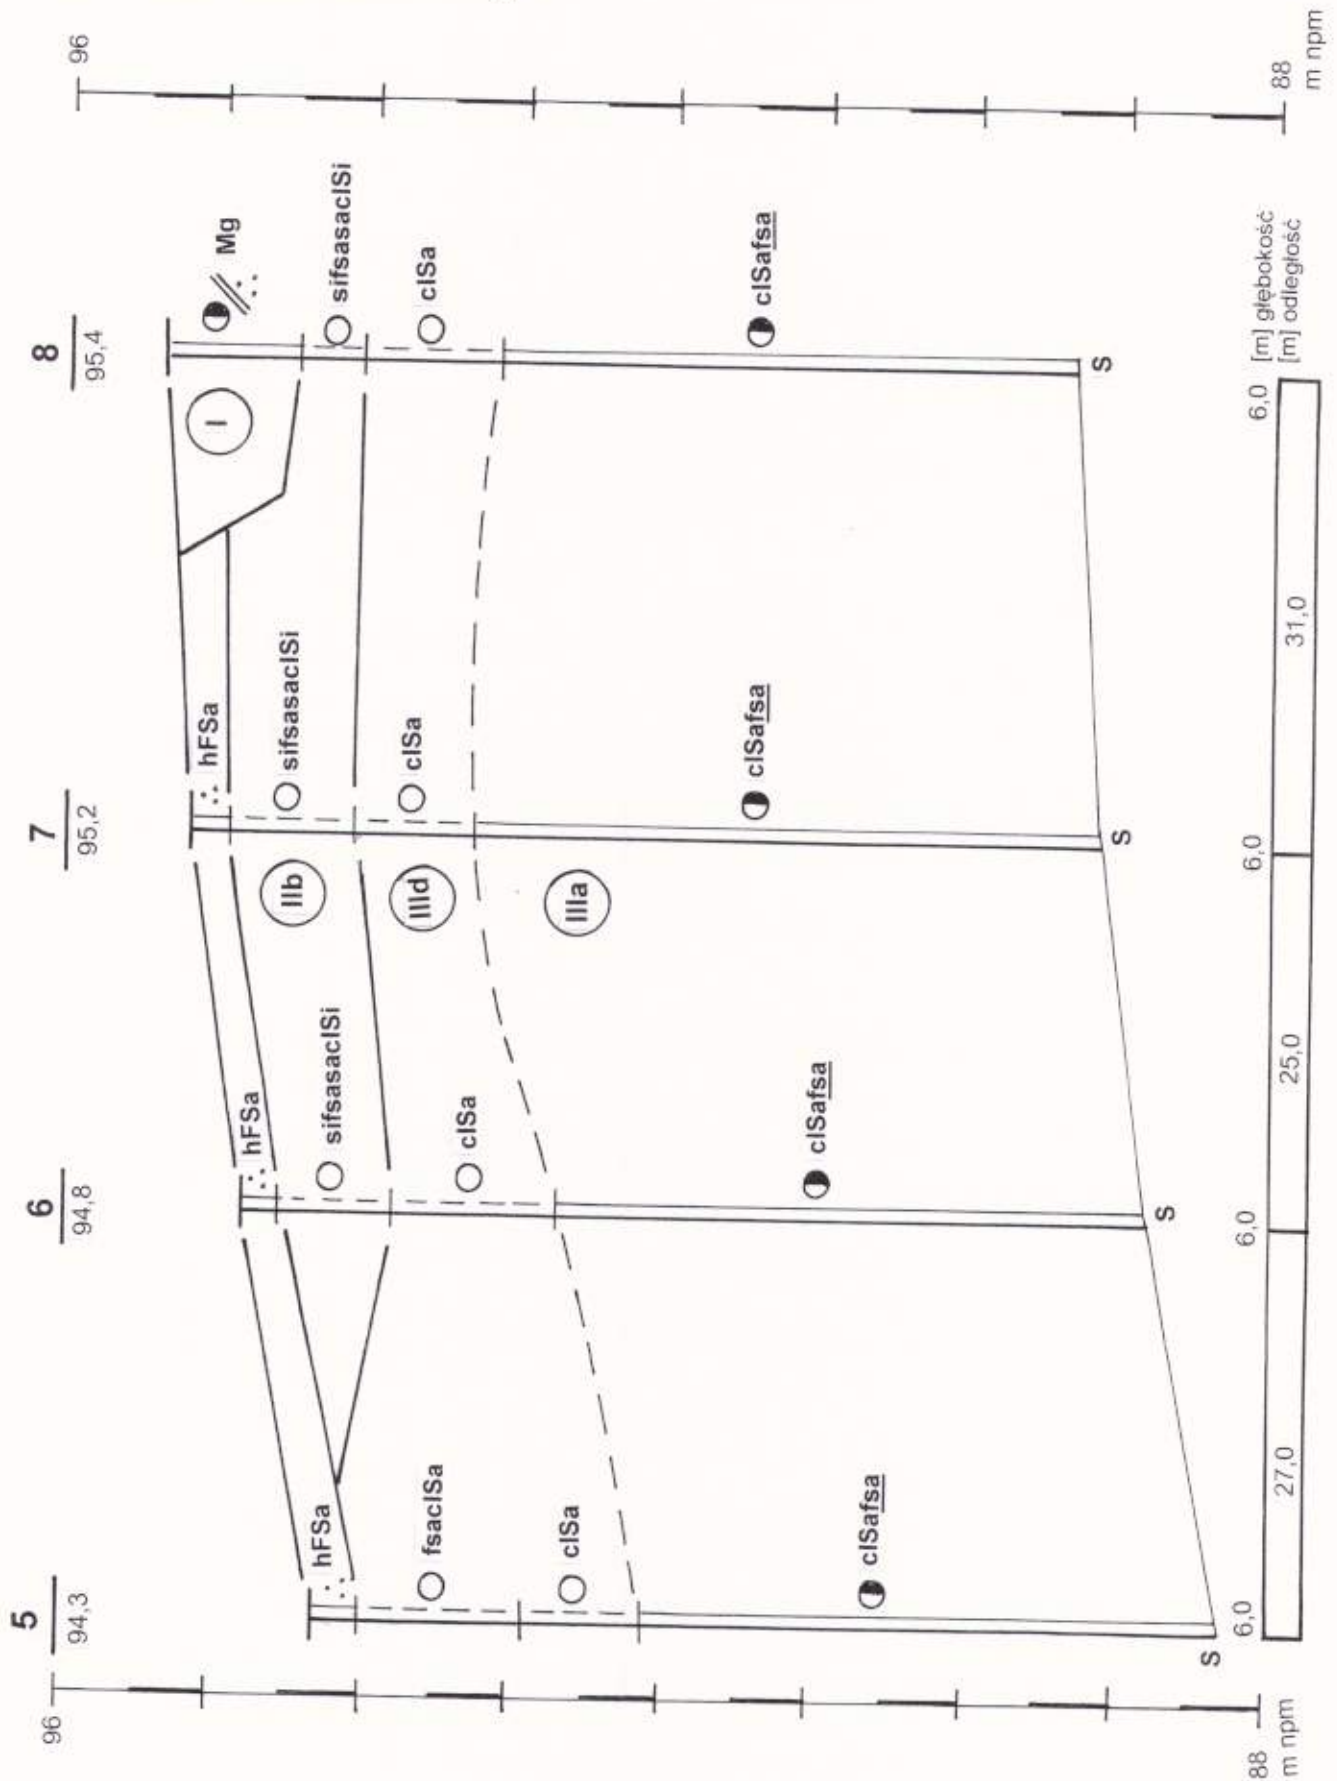 5
94,3
6
94,8
7
95,2
8
95,4
96
96
hFSa
hFSa
hFSa
Mg
I
fsaclSa
sifsasaclSi
sifsasaclSi
sifsasaclSi
IIb
clSa
clSa
clSa
clSa
IIId
IIIa
clSafsa
clSafsa
clSafsa
clSafsa
S
S
S
S
88
m npm
88
m npm
6,0
6,0
6,0
6,0
[m] głębokość
27,0
25,0
31,0
[m] odległość